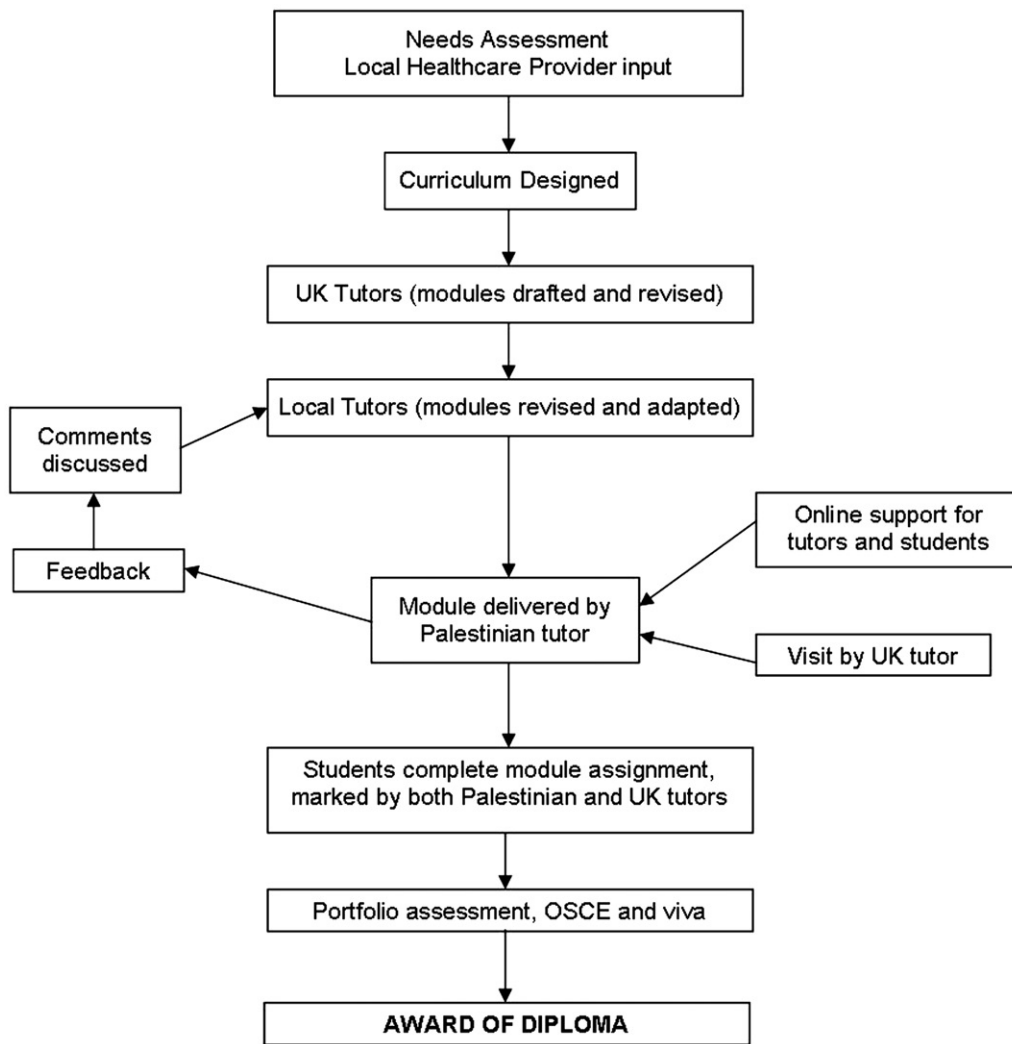 Needs Assessment
Local Healthcare Provider input
Curriculum Designed
UK Tutors (modules drafted and revised)
Local Tutors (modules revised and adapted)
Comments
discussed
Online support for
tutors and students
Feedback
Module delivered by
Palestinian tutor
Visit by UK tutor
Students complete module assignment,
marked by both Palestinian and UK tutors
Portfolio assessment, OSCE and viva
AWARD OF DIPLOMA